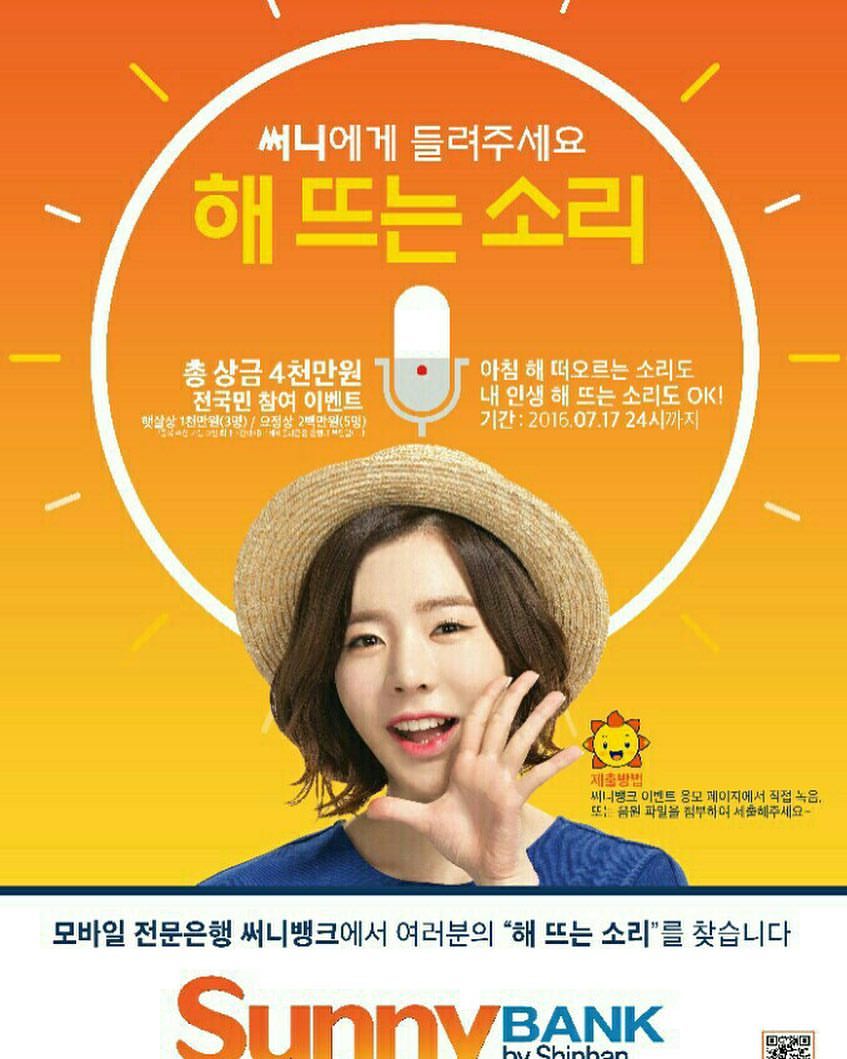 써니에게 들려주세요
해 뜨는 소리
총 상금 4천만원
전국민 참여 이벤트
햇살상 1천만원(3명) / 요정상 2백만원(5명)
아침 해 떠오르는 소리도
내 인생 해 뜨는 소리도 OK!
기간 : 2016.07.17 24시까지
제출방법
써니뱅크 이벤트 응모 페이지에서 직접 녹음,
또는 음원 파일을 첨부하여 제출해주세요~
모바일 전문은행 써니뱅크에서 여러분의 “해 뜨는 소리”를 찾습니다
Sunny BANK
by Shinhan